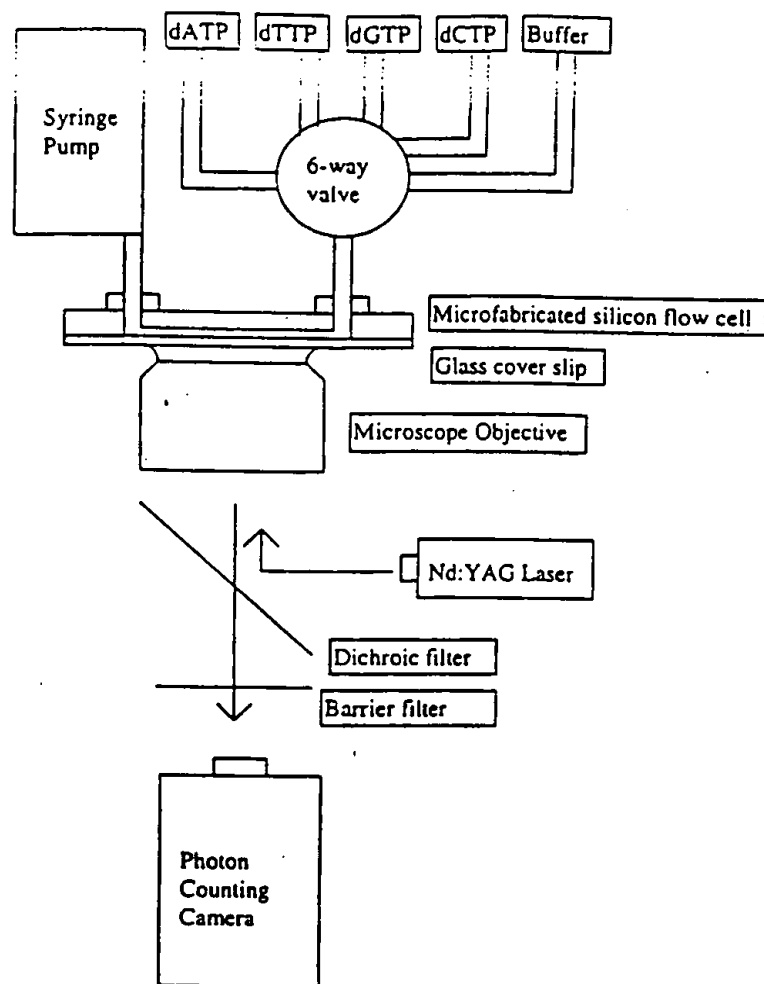 dATP
dTTP
dGTP
dCTP
Buffer
Syringe
Pump
6-way
valve
Microfabricated silicon flow cell
Glass cover slip
Microscope Objective
Nd:YAG Laser
Dichroic filter
Barrier filter
Photon
Counting
Camera